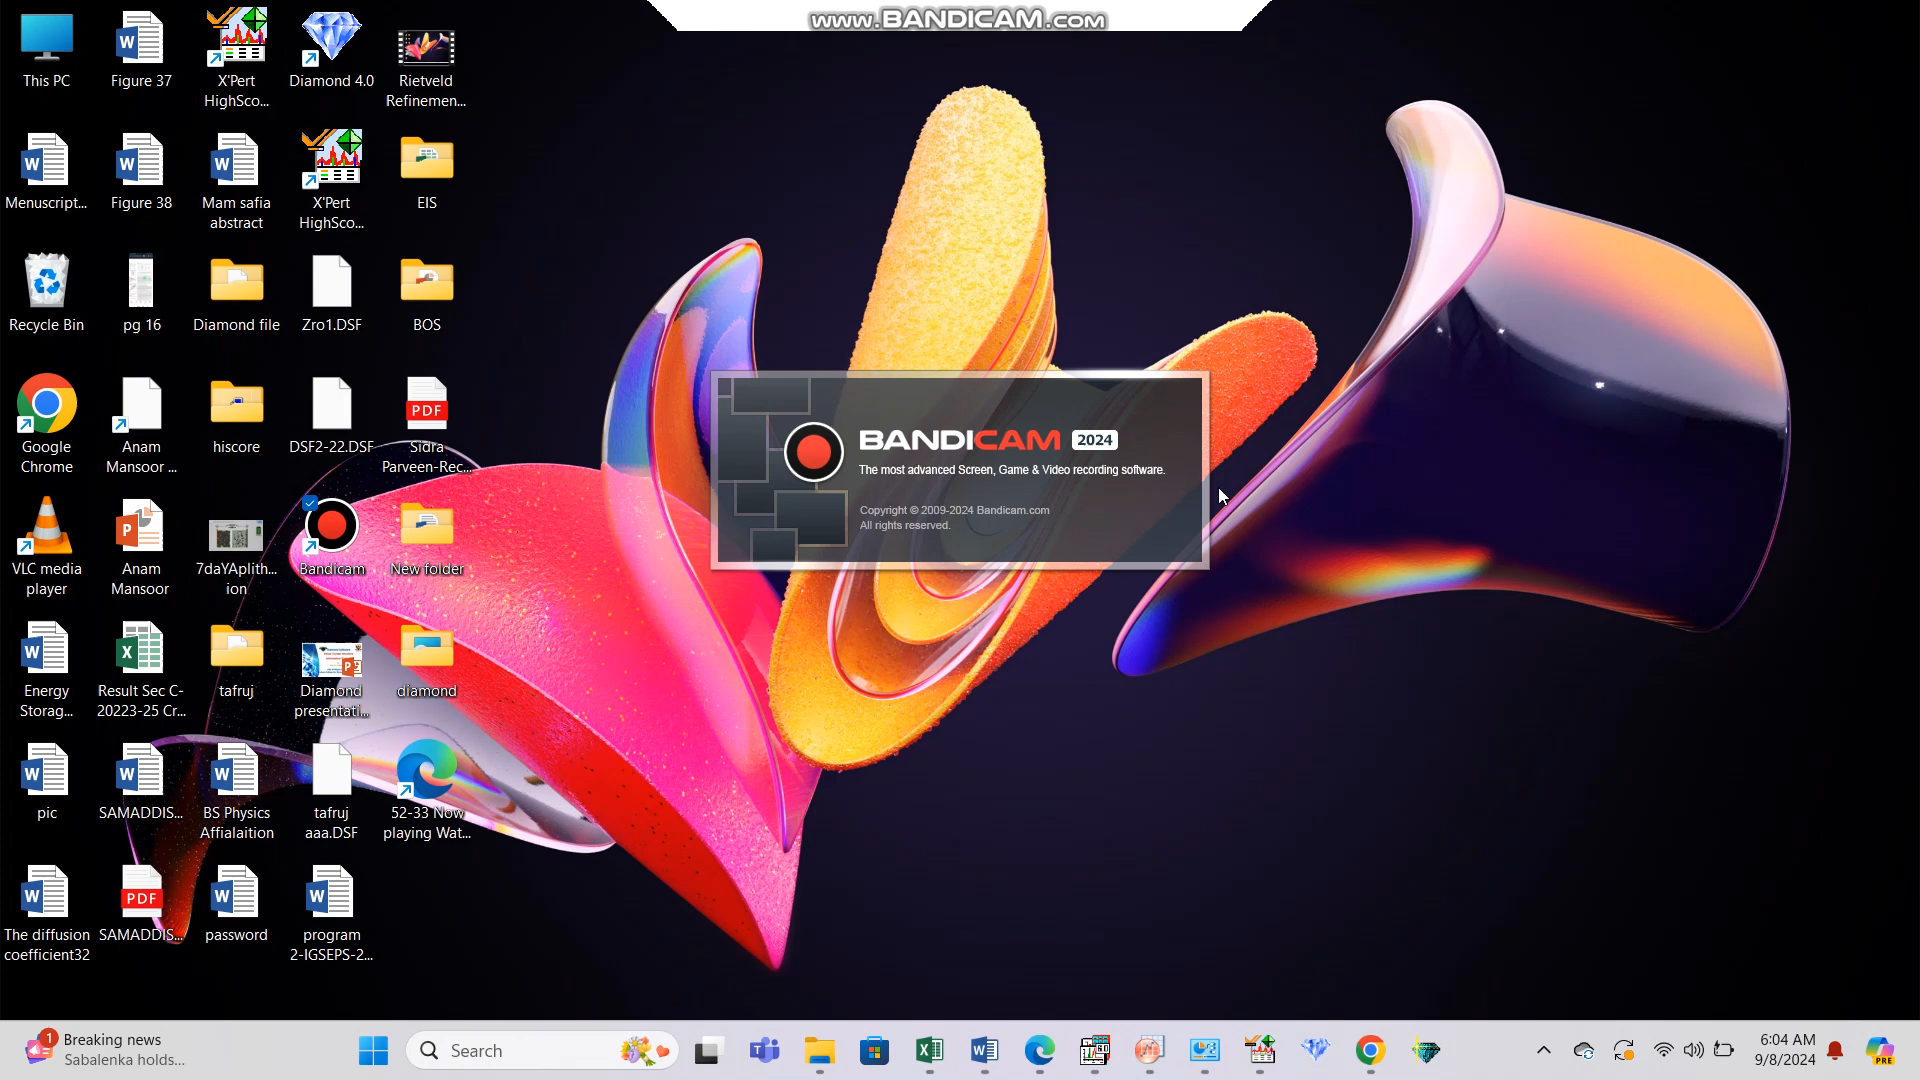 www.BANDICAM.com
This PC
Figure 37
X'Pert
HighSco...
Diamond 4.0
Rietveld
Refinemen...
Menuscript...
Figure 38
Mam safia
abstract
X'Pert
HighSco...
EIS
Recycle Bin
pg 16
Diamond file
Zro1.DSF
BOS
Google
Chrome
Anam
Mansoor ...
hiscore
DSF2-22.DSF
PDF
Sidra
Parveen-Rec...
VLC media
player
Anam
Mansoor
7daYAplith...
ion
Bandicam
New folder
Energy
Storag...
Result Sec C-
20223-25 Cr...
tafruj
Diamond
presentati...
diamond
pic
SAMADDIS...
BS Physics
Affialaition
tafruj
aaa.DSF
52-33 Now
playing Wat...
The diffusion
coefficient32
PDF
SAMADDIS...
password
program
2-IGSEPS-2...
BANDICAM 2024
The most advanced Screen, Game & Video recording software.
Copyright © 2009-2024 Bandicam.com
All rights reserved.
1
Breaking news
Sabalenka holds...
Search
6:04 AM
9/8/2024
PRE